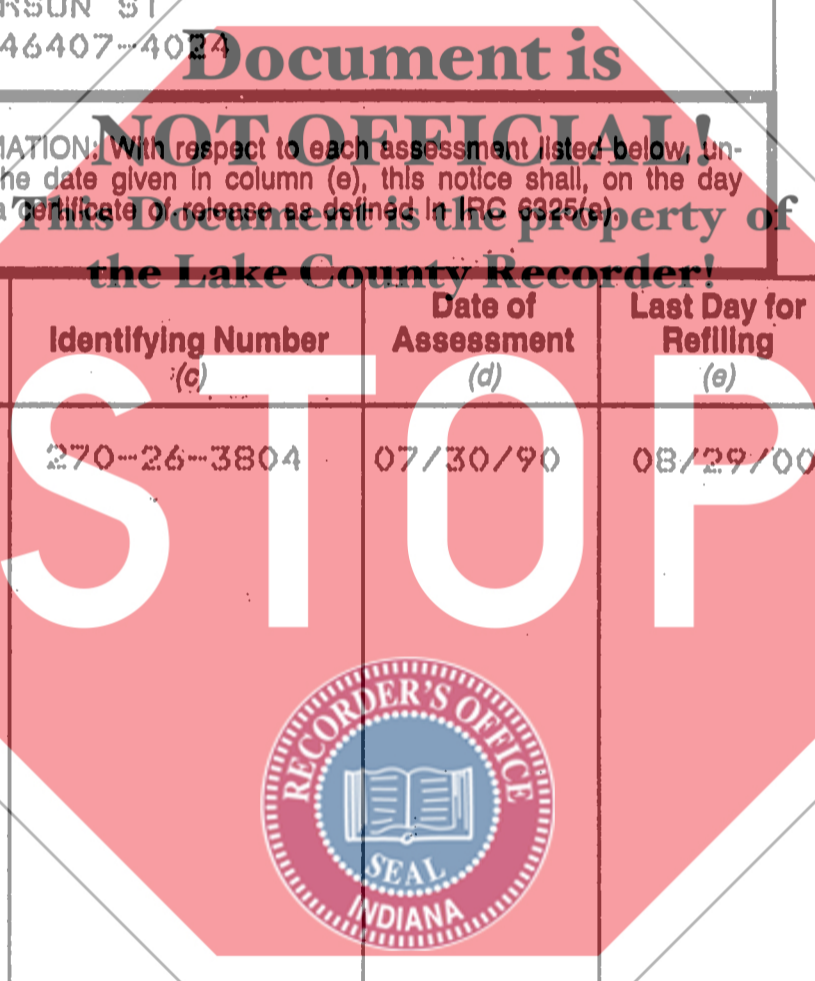 RSON ST
46407-4024
Document is
NOT OFFICIAL!
MATION: With respect to each assessment listed below, un-
he date given in column (e), this notice shall, on the day
a certificate of release as defined in IRC 6325(a).
This Document is the property of
the Lake County Recorder!
Identifying Number
(c)
Date of
Assessment
(d)
Last Day for
Refiling
(e)
270-26-3804 07/30/90 08/29/00
STOP
RECORDER'S OFFICE
SEAL
INDIANA